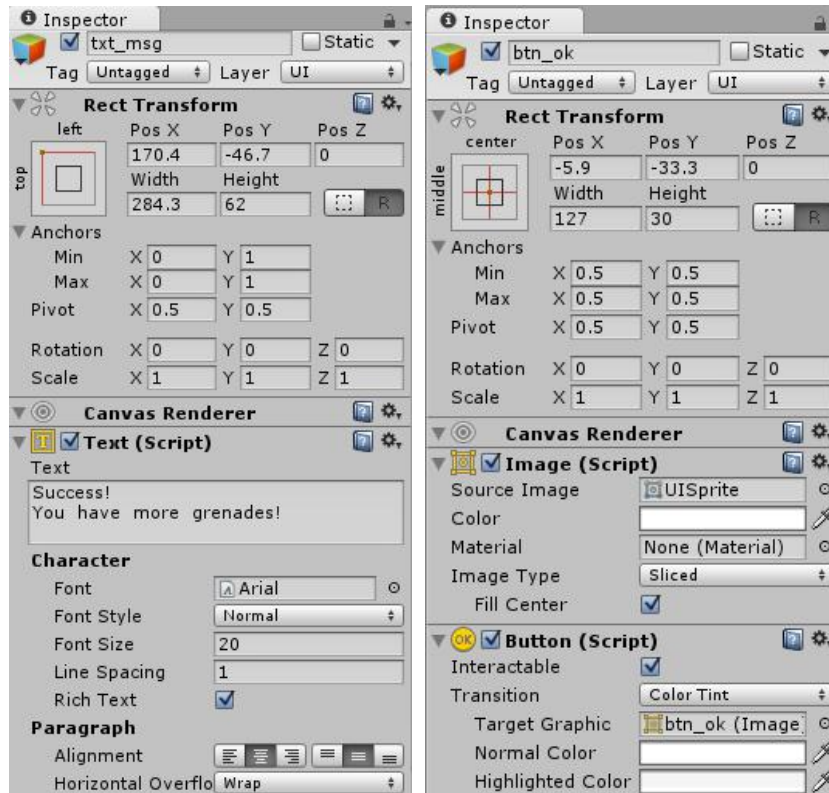 Inspector
txt_msg Static
Tag Untagged Layer UI
Rect Transform
left Pos X Pos Y Pos Z
top 170.4 -46.7 0
Width Height
284.3 62 R
Anchors
Min X 0 Y 1
Max X 0 Y 1
Pivot X 0.5 Y 0.5
Rotation X 0 Y 0 Z 0
Scale X 1 Y 1 Z 1
Canvas Renderer
Text (Script)
Text
Success!
You have more grenades!
Character
Font Arial
Font Style Normal
Font Size 20
Line Spacing 1
Rich Text
Paragraph
Alignment
Horizontal Overflo Wrap
Inspector
btn_ok Static
Tag Untagged Layer UI
Rect Transform
center Pos X Pos Y Pos Z
middle -5.9 -33.3 0
Width Height
127 30 R
Anchors
Min X 0.5 Y 0.5
Max X 0.5 Y 0.5
Pivot X 0.5 Y 0.5
Rotation X 0 Y 0 Z 0
Scale X 1 Y 1 Z 1
Canvas Renderer
Image (Script)
Source Image UISprite
Color
Material None (Material)
Image Type Sliced
Fill Center
OK Button (Script)
Interactable
Transition Color Tint
Target Graphic btn_ok (Image)
Normal Color
Highlighted Color